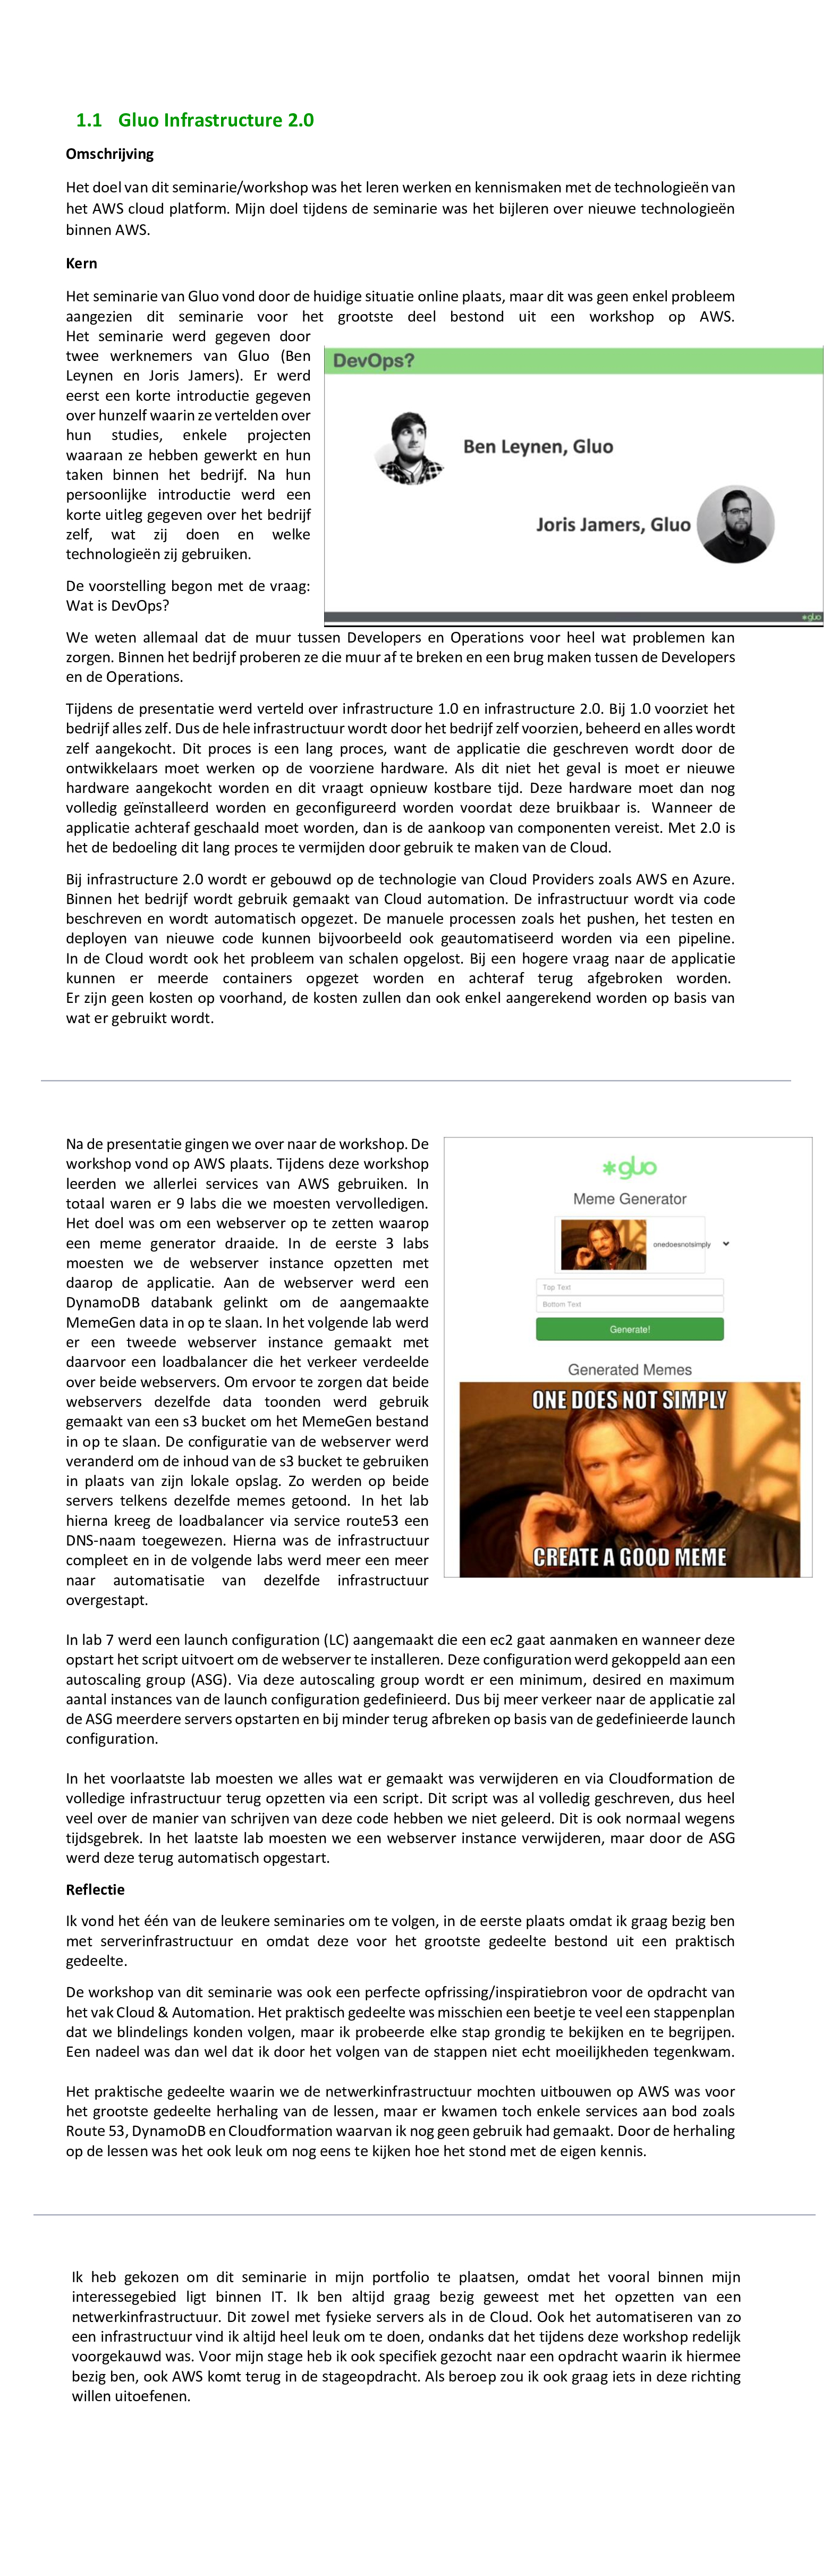 1.1 Gluo Infrastructure 2.0
Omschrijving
Het doel van dit seminarie/workshop was het leren werken en kennismaken met de technologieën van
het AWS cloud platform. Mijn doel tijdens de seminarie was het bijleren over nieuwe technologieën
binnen AWS.
Kern
Het seminarie van Gluo vond door de huidige situatie online plaats, maar dit was geen enkel probleem
aangezien dit seminarie voor het grootste deel bestond uit een workshop op AWS.
Het seminarie werd gegeven door
twee werknemers van Gluo (Ben
Leynen en Joris Jamers). Er werd
eerst een korte introductie gegeven
over hunzelf waarin ze vertelden over
hun studies, enkele projecten
waaraan ze hebben gewerkt en hun
taken binnen het bedrijf. Na hun
persoonlijke introductie werd een
korte uitleg gegeven over het bedrijf
zelf, wat zij doen en welke
technologieën zij gebruiken.
De voorstelling begon met de vraag:
Wat is DevOps?
DevOps?
Ben Leynen, Gluo
Joris Jamers, Gluo
*gluo
We weten allemaal dat de muur tussen Developers en Operations voor heel wat problemen kan
zorgen. Binnen het bedrijf proberen ze die muur af te breken en een brug maken tussen de Developers
en de Operations.
Tijdens de presentatie werd verteld over infrastructure 1.0 en infrastructure 2.0. Bij 1.0 voorziet het
bedrijf alles zelf. Dus de hele infrastructuur wordt door het bedrijf zelf voorzien, beheerd en alles wordt
zelf aangekocht. Dit proces is een lang proces, want de applicatie die geschreven wordt door de
ontwikkelaars moet werken op de voorziene hardware. Als dit niet het geval is moet er nieuwe
hardware aangekocht worden en dit vraagt opnieuw kostbare tijd. Deze hardware moet dan nog
volledig geïnstalleerd worden en geconfigureerd worden voordat deze bruikbaar is. Wanneer de
applicatie achteraf geschaald moet worden, dan is de aankoop van componenten vereist. Met 2.0 is
het de bedoeling dit lang proces te vermijden door gebruik te maken van de Cloud.
Bij infrastructure 2.0 wordt er gebouwd op de technologie van Cloud Providers zoals AWS en Azure.
Binnen het bedrijf wordt gebruik gemaakt van Cloud automation. De infrastructuur wordt via code
beschreven en wordt automatisch opgezet. De manuele processen zoals het pushen, het testen en
deployen van nieuwe code kunnen bijvoorbeeld ook geautomatiseerd worden via een pipeline.
In de Cloud wordt ook het probleem van schalen opgelost. Bij een hogere vraag naar de applicatie
kunnen er meerde containers opgezet worden en achteraf terug afgebroken worden.
Er zijn geen kosten op voorhand, de kosten zullen dan ook enkel aangerekend worden op basis van
wat er gebruikt wordt.
Na de presentatie gingen we over naar de workshop. De
workshop vond op AWS plaats. Tijdens deze workshop
leerden we allerlei services van AWS gebruiken. In
totaal waren er 9 labs die we moesten vervolledigen.
Het doel was om een webserver op te zetten waarop
een meme generator draaide. In de eerste 3 labs
moesten we de webserver instance opzetten met
daarop de applicatie. Aan de webserver werd een
DynamoDB databank gelinkt om de aangemaakte
MemeGen data in op te slaan. In het volgende lab werd
er een tweede webserver instance gemaakt met
daarvoor een loadbalancer die het verkeer verdeelde
over beide webservers. Om ervoor te zorgen dat beide
webservers dezelfde data toonden werd gebruik
gemaakt van een s3 bucket om het MemeGen bestand
in op te slaan. De configuratie van de webserver werd
veranderd om de inhoud van de s3 bucket te gebruiken
in plaats van zijn lokale opslag. Zo werden op beide
servers telkens dezelfde memes getoond. In het lab
hierna kreeg de loadbalancer via service route53 een
DNS-naam toegewezen. Hierna was de infrastructuur
compleet en in de volgende labs werd meer een meer
naar automatisatie van dezelfde infrastructuur
overgestapt.
*gluo
Meme Generator
onedoesnotsimply
Top Text
Bottom Text
Generate!
Generated Memes
ONE DOES NOT SIMPLY
CREATE A GOOD MEME
In lab 7 werd een launch configuration (LC) aangemaakt die een ec2 gaat aanmaken en wanneer deze
opstart het script uitvoert om de webserver te installeren. Deze configuration werd gekoppeld aan een
autoscaling group (ASG). Via deze autoscaling group wordt er een minimum, desired en maximum
aantal instances van de launch configuration gedefinieerd. Dus bij meer verkeer naar de applicatie zal
de ASG meerdere servers opstarten en bij minder terug afbreken op basis van de gedefinieerde launch
configuration.
In het voorlaatste lab moesten we alles wat er gemaakt was verwijderen en via Cloudformation de
volledige infrastructuur terug opzetten via een script. Dit script was al volledig geschreven, dus heel
veel over de manier van schrijven van deze code hebben we niet geleerd. Dit is ook normaal wegens
tijdsgebrek. In het laatste lab moesten we een webserver instance verwijderen, maar door de ASG
werd deze terug automatisch opgestart.
Reflectie
Ik vond het één van de leukere seminaries om te volgen, in de eerste plaats omdat ik graag bezig ben
met serverinfrastructuur en omdat deze voor het grootste gedeelte bestond uit een praktisch
gedeelte.
De workshop van dit seminarie was ook een perfecte opfrissing/inspiratiebron voor de opdracht van
het vak Cloud & Automation. Het praktisch gedeelte was misschien een beetje te veel een stappenplan
dat we blindelings konden volgen, maar ik probeerde elke stap grondig te bekijken en te begrijpen.
Een nadeel was dan wel dat ik door het volgen van de stappen niet echt moeilijkheden tegenkwam.
Het praktische gedeelte waarin we de netwerkinfrastructuur mochten uitbouwen op AWS was voor
het grootste gedeelte herhaling van de lessen, maar er kwamen toch enkele services aan bod zoals
Route 53, DynamoDB en Cloudformation waarvan ik nog geen gebruik had gemaakt. Door de herhaling
op de lessen was het ook leuk om nog eens te kijken hoe het stond met de eigen kennis.
Ik heb gekozen om dit seminarie in mijn portfolio te plaatsen, omdat het vooral binnen mijn
interessegebied ligt binnen IT. Ik ben altijd graag bezig geweest met het opzetten van een
netwerkinfrastructuur. Dit zowel met fysieke servers als in de Cloud. Ook het automatiseren van zo
een infrastructuur vind ik altijd heel leuk om te doen, ondanks dat het tijdens deze workshop redelijk
voorgekauwd was. Voor mijn stage heb ik ook specifiek gezocht naar een opdracht waarin ik hiermee
bezig ben, ook AWS komt terug in de stageopdracht. Als beroep zou ik ook graag iets in deze richting
willen uitoefenen.